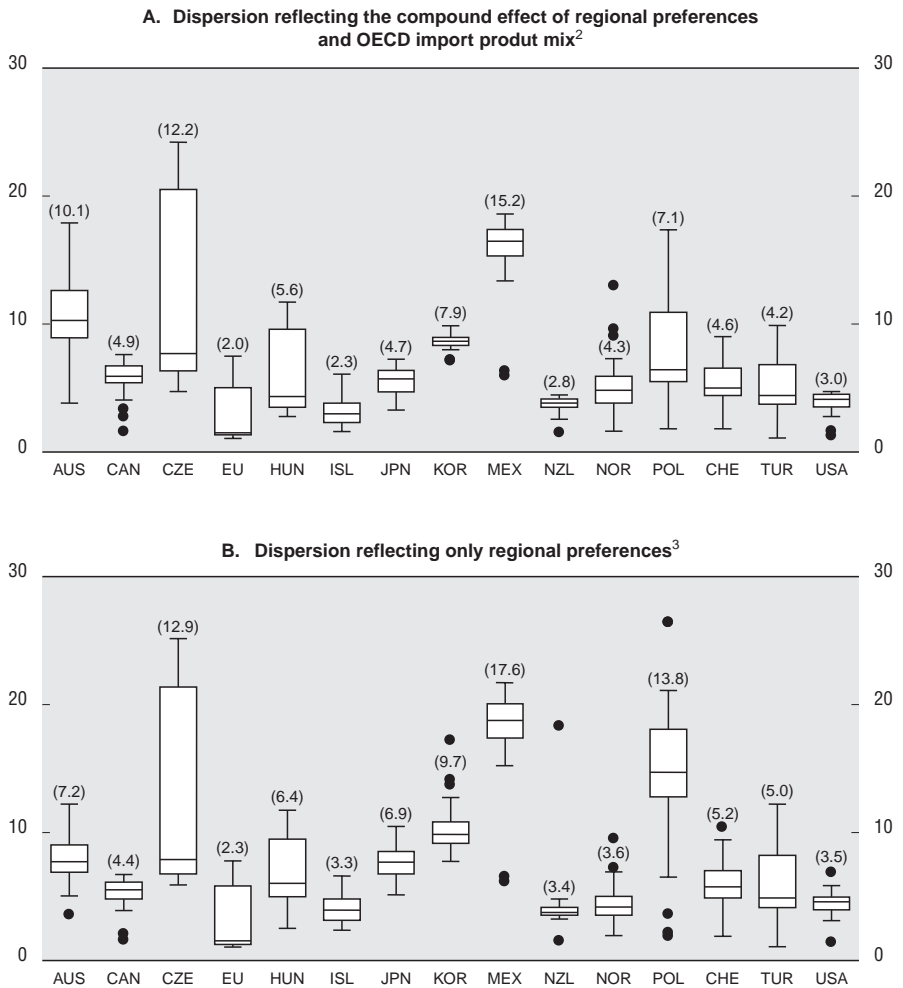 A. Dispersion reflecting the compound effect of regional preferences
and OECD import produt mix2
30 30
(12.2)
20 20
(10.1) (15.2) (7.1)
(5.6)
(7.9)
10 10
(4.9) (2.0) (2.3) (4.7) (2.8) (4.3) (4.6) (4.2) (3.0)
0 0
AUS CAN CZE EU HUN ISL JPN KOR MEX NZL NOR POL CHE TUR USA
B. Dispersion reflecting only regional preferences3
30 30
(12.9)
20 20
(17.6) (13.8)
(9.7)
(7.2) (6.4) (5.2) (5.0)
10 10
(4.4) (2.3) (3.3) (6.9) (3.4) (3.6) (3.5)
0 0
AUS CAN CZE EU HUN ISL JPN KOR MEX NZL NOR POL CHE TUR USA